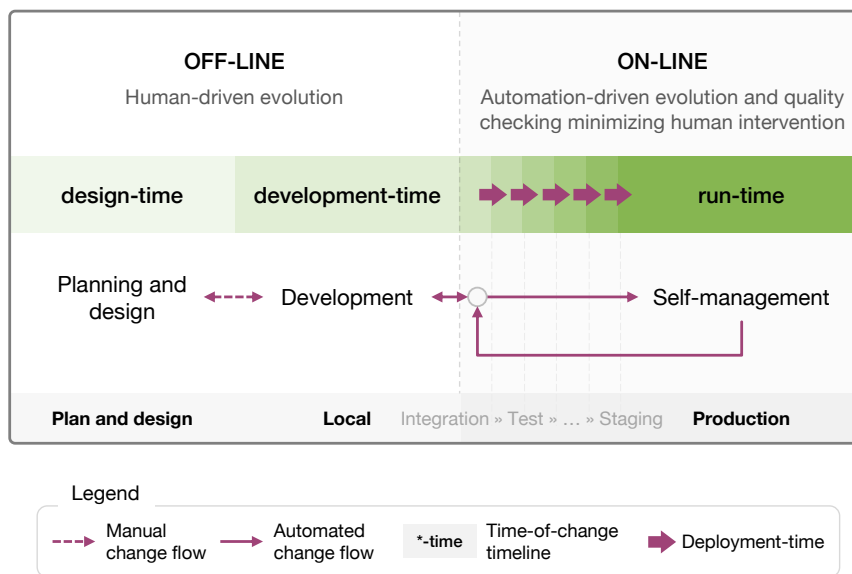 OFF-LINE
Human-driven evolution
ON-LINE
Automation-driven evolution and quality
checking minimizing human intervention
design-time
development-time
run-time
Planning and
design
Development
Self-management
Plan and design
Local
Integration » Test » … » Staging
Production
Legend
Manual
change flow
Automated
change flow
*-time
Time-of-change
timeline
Deployment-time